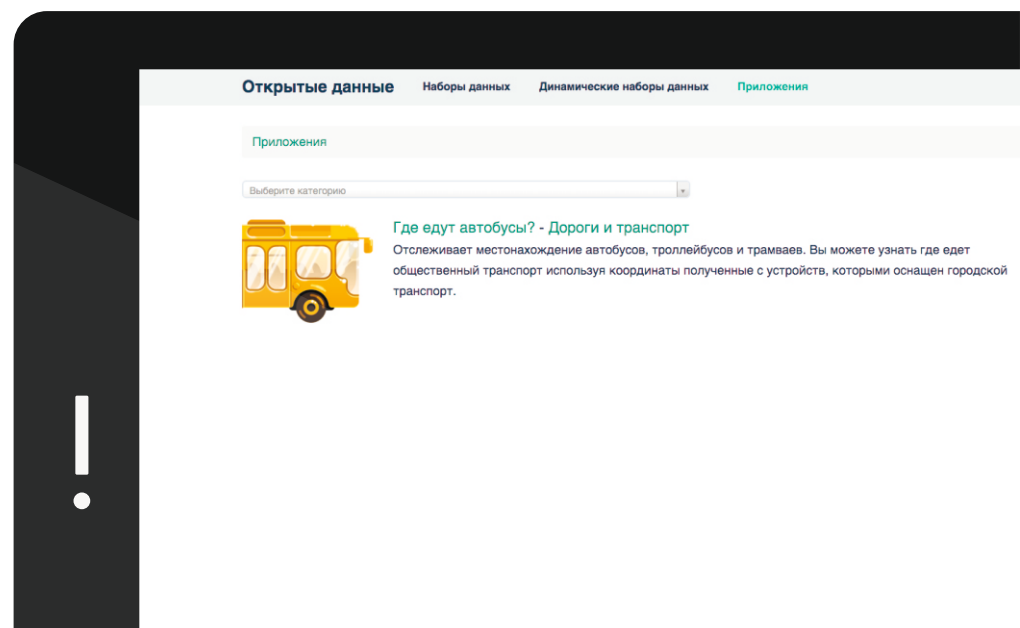 Открытые данные Наборы данных Динамические наборы данных Приложения
Приложения
Выберите категорию
Где едут автобусы? - Дороги и транспорт
Отслеживает местонахождение автобусов, троллейбусов и трамваев. Вы можете узнать где едет
общественный транспорт используя координаты полученные с устройств, которыми оснащен городской
транспорт.
!